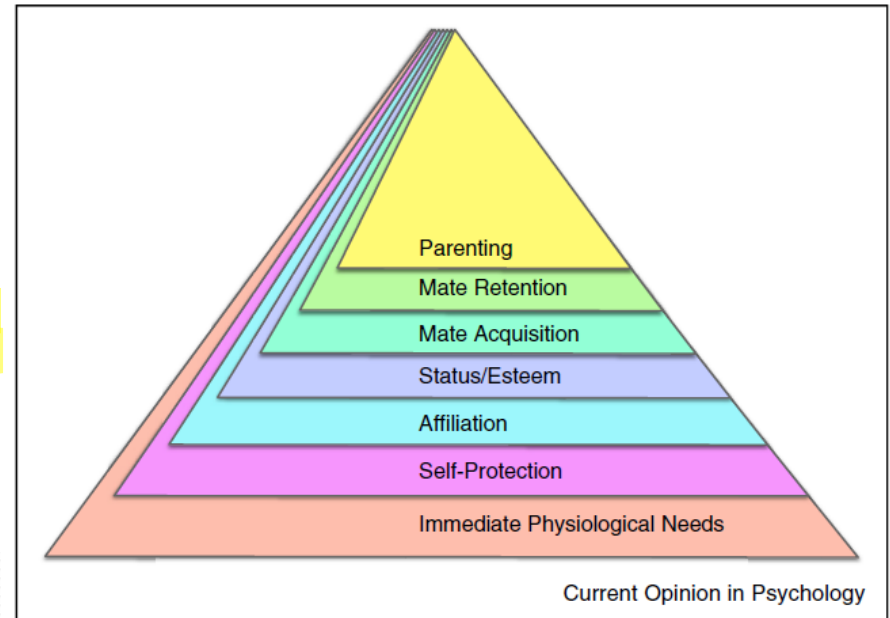 Parenting
Mate Retention
Mate Acquisition
Status/Esteem
Affiliation
Self-Protection
Immediate Physiological Needs
Current Opinion in Psychology